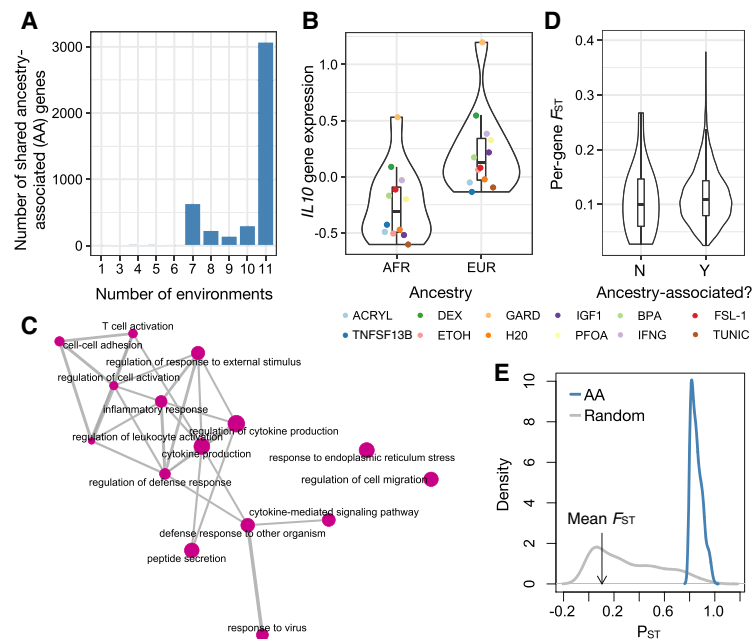 A
Number of shared ancestry-
associated (AA) genes
3000
2000
1000
0
1 3 4 5 6 7 8 9 10 11
Number of environments
B
IL10 gene expression
1.0
0.5
0.0
-0.5
AFR EUR
Ancestry
ACRYL DEX GARD IGF1 BPA FSL-1
TNFSF13B ETOH H20 PFOA IFNG TUNIC
D
Per-gene FST
0.4
0.3
0.2
0.1
N Y
Ancestry-associated?
C
T cell activation
cell-cell adhesion
regulation of response to external stimulus
regulation of cell activation
inflammatory response
regulation of cytokine production
regulation of leukocyte activation
cytokine production
response to endoplasmic reticulum stress
regulation of cell migration
regulation of defense response
cytokine-mediated signaling pathway
defense response to other organism
peptide secretion
response to virus
E
AA
Random
Density
10
8
6
4
2
0
Mean FST
-0.2 0.2 0.6 1.0
PST